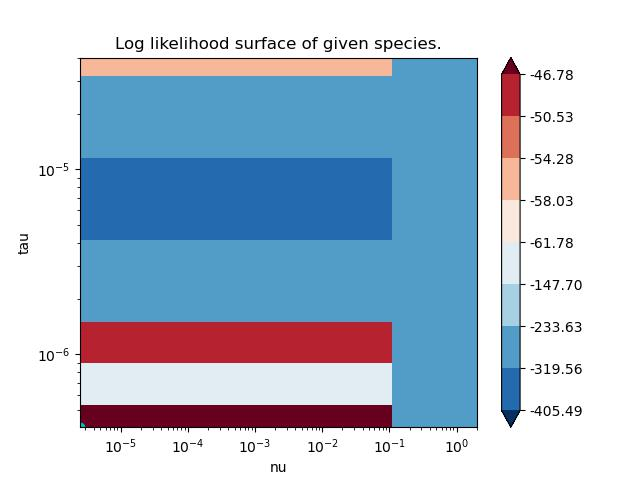 Log likelihood surface of given species.
10⁻⁵
10⁻⁶
tau
10⁻⁵ 10⁻⁴ 10⁻³ 10⁻² 10⁻¹ 10⁰
nu
-46.78
-50.53
-54.28
-58.03
-61.78
-147.70
-233.63
-319.56
-405.49